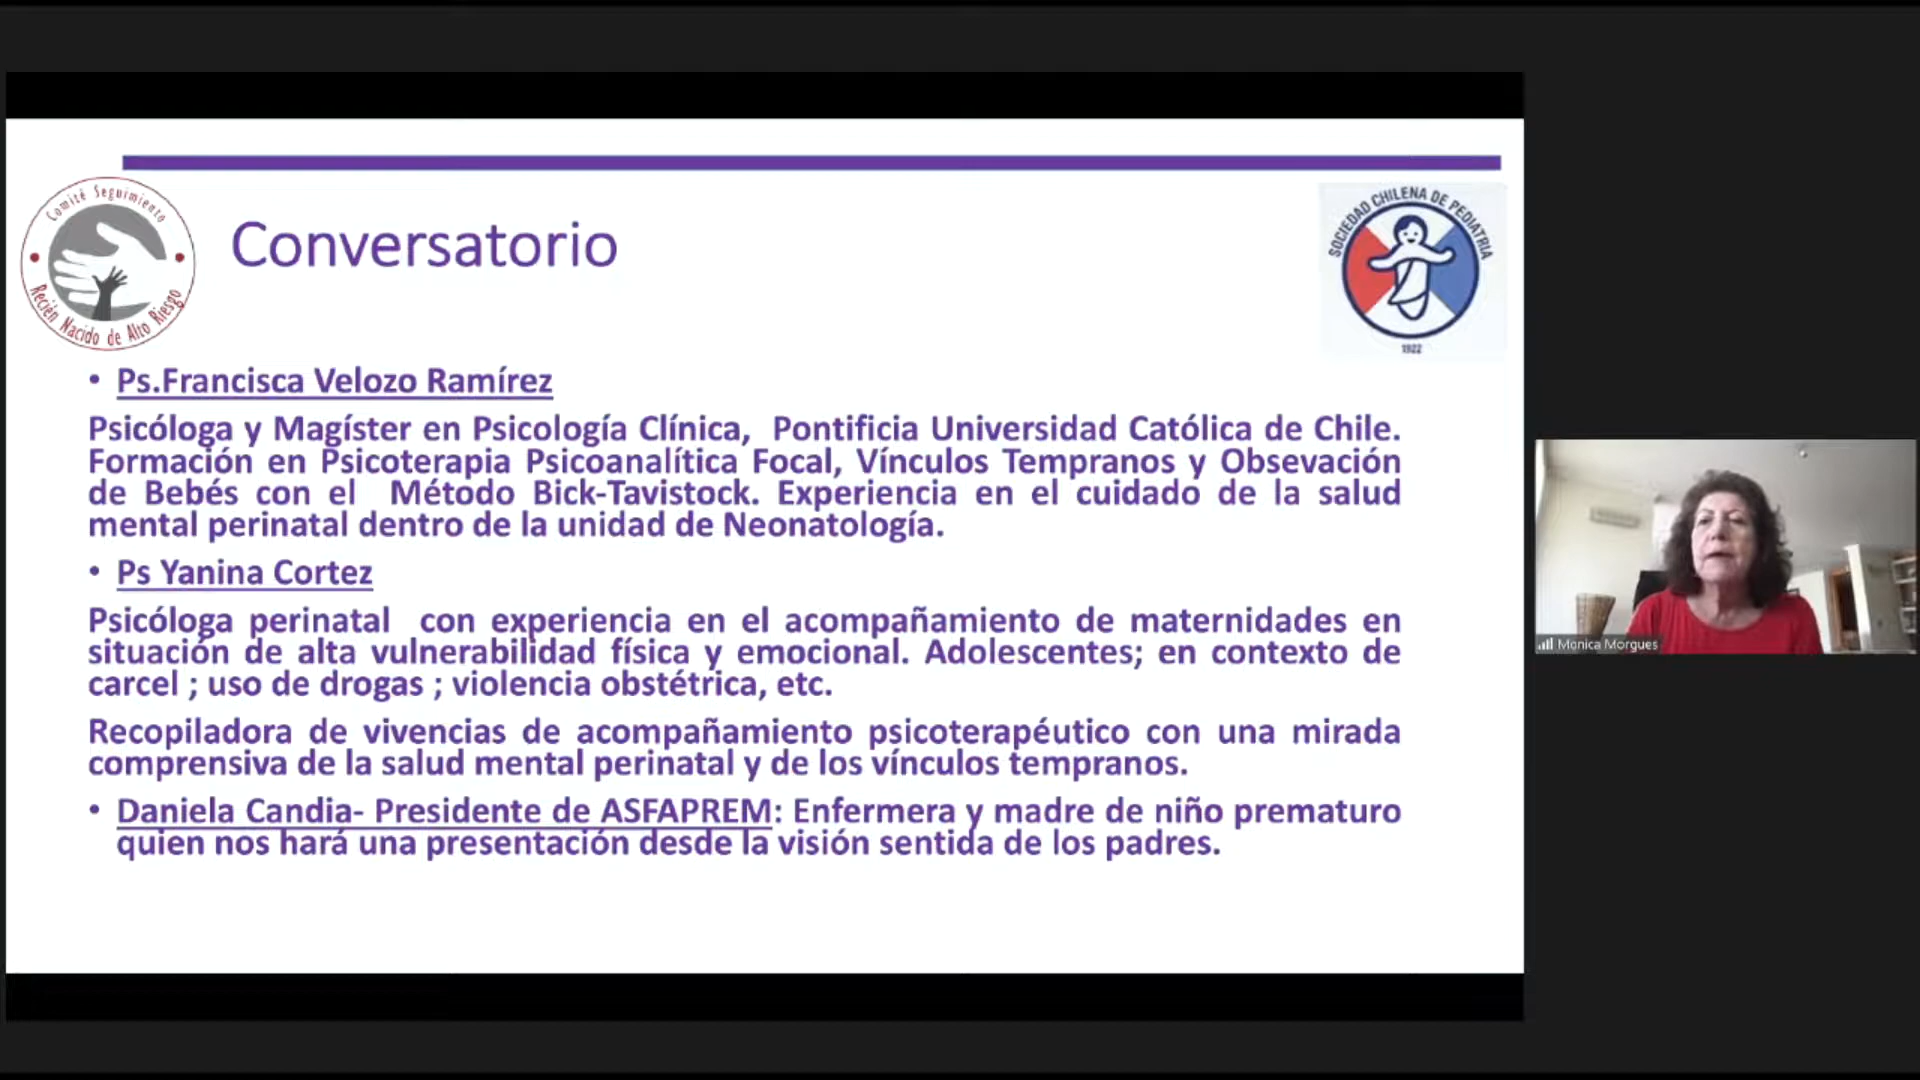 Comité Seguimiento
Recién Nacido de Alto Riesgo
Conversatorio
SOCIEDAD CHILENA DE PEDIATRIA
1922
• Ps.Francisca Velozo Ramírez
Psicóloga y Magíster en Psicología Clínica, Pontificia Universidad Católica de Chile.
Formación en Psicoterapia Psicoanalítica Focal, Vínculos Tempranos y Obsevación
de Bebés con el Método Bick-Tavistock. Experiencia en el cuidado de la salud
mental perinatal dentro de la unidad de Neonatología.
• Ps Yanina Cortez
Psicóloga perinatal con experiencia en el acompañamiento de maternidades en
situación de alta vulnerabilidad física y emocional. Adolescentes; en contexto de
carcel ; uso de drogas ; violencia obstétrica, etc.
Recopiladora de vivencias de acompañamiento psicoterapéutico con una mirada
comprensiva de la salud mental perinatal y de los vínculos tempranos.
• Daniela Candia- Presidente de ASFAPREM: Enfermera y madre de niño prematuro
quien nos hará una presentación desde la visión sentida de los padres.
Monica Morgues